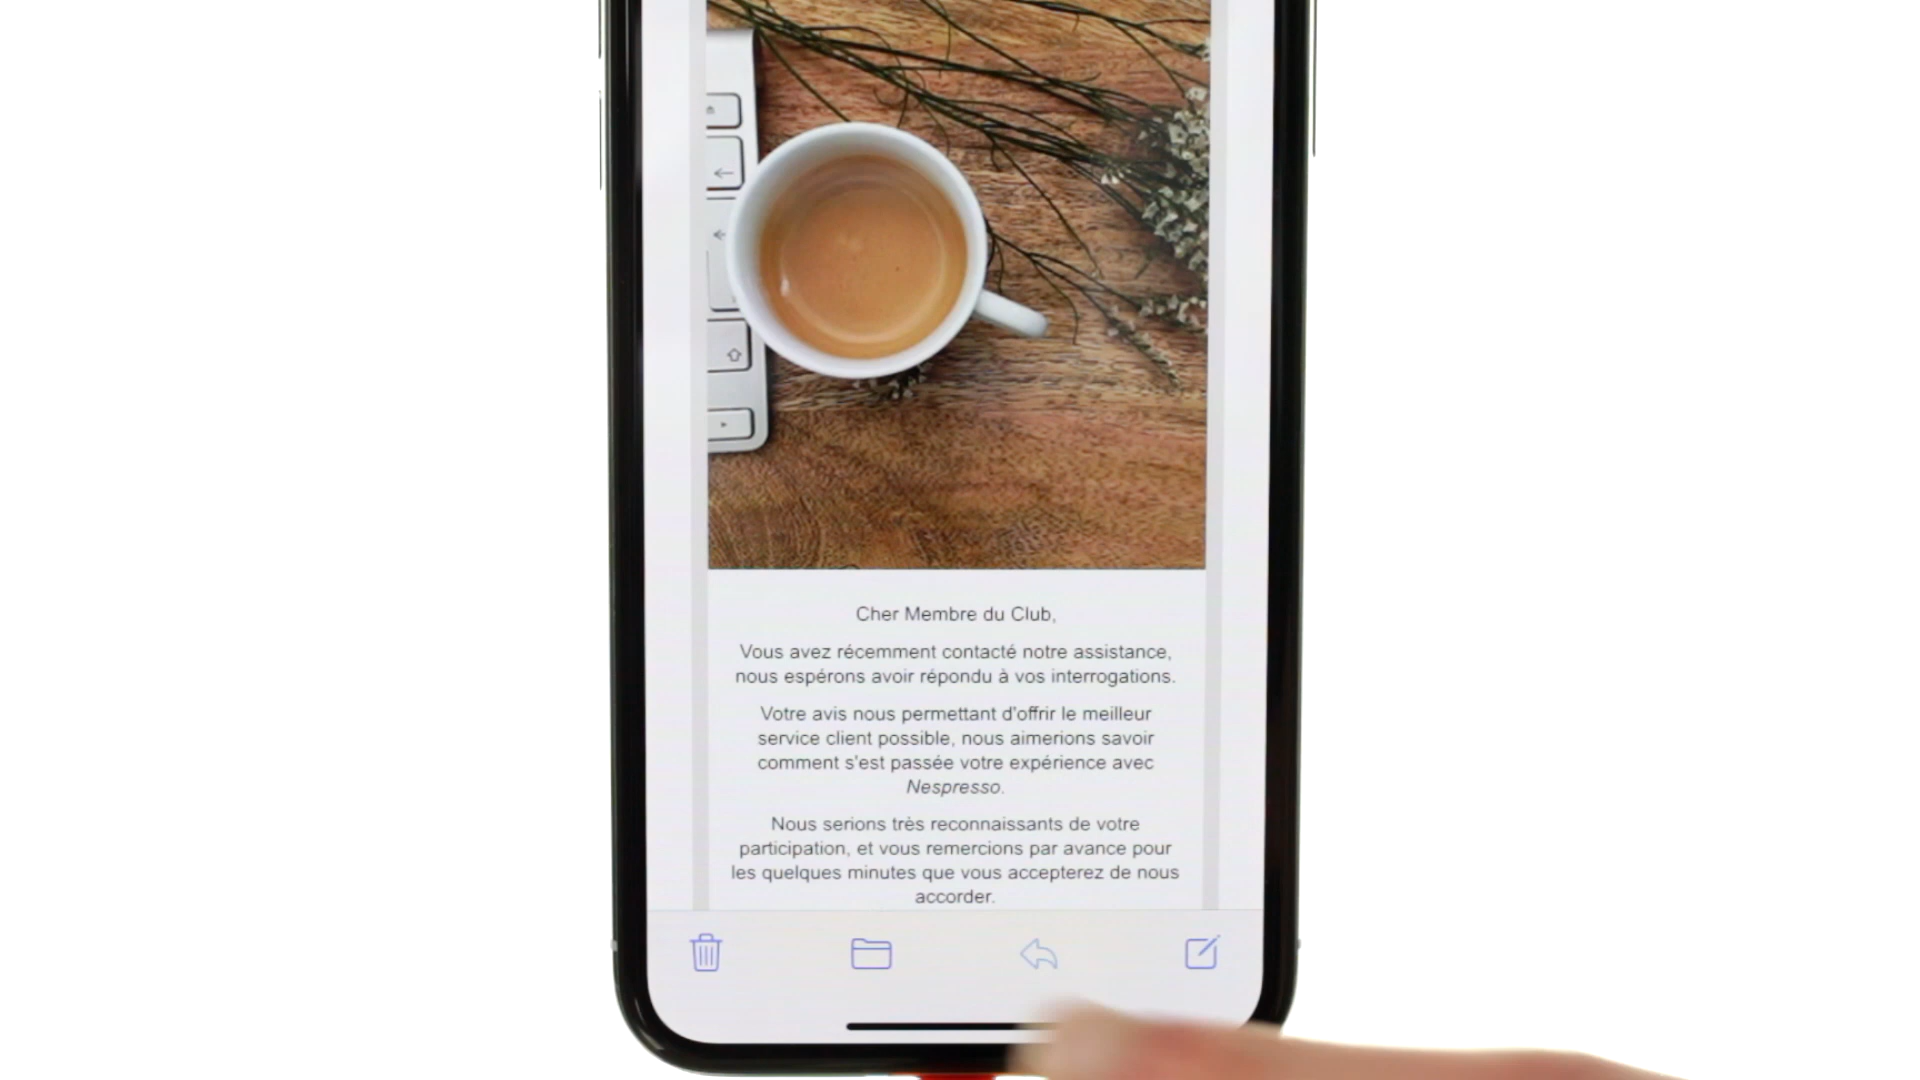 Cher Membre du Club,
Vous avez récemment contacté notre assistance,
nous espérons avoir répondu à vos interrogations.
Votre avis nous permettant d'offrir le meilleur
service client possible, nous aimerions savoir
comment s'est passée votre expérience avec
Nespresso.
Nous serions très reconnaissants de votre
participation, et vous remercions par avance pour
les quelques minutes que vous accepterez de nous
accorder.